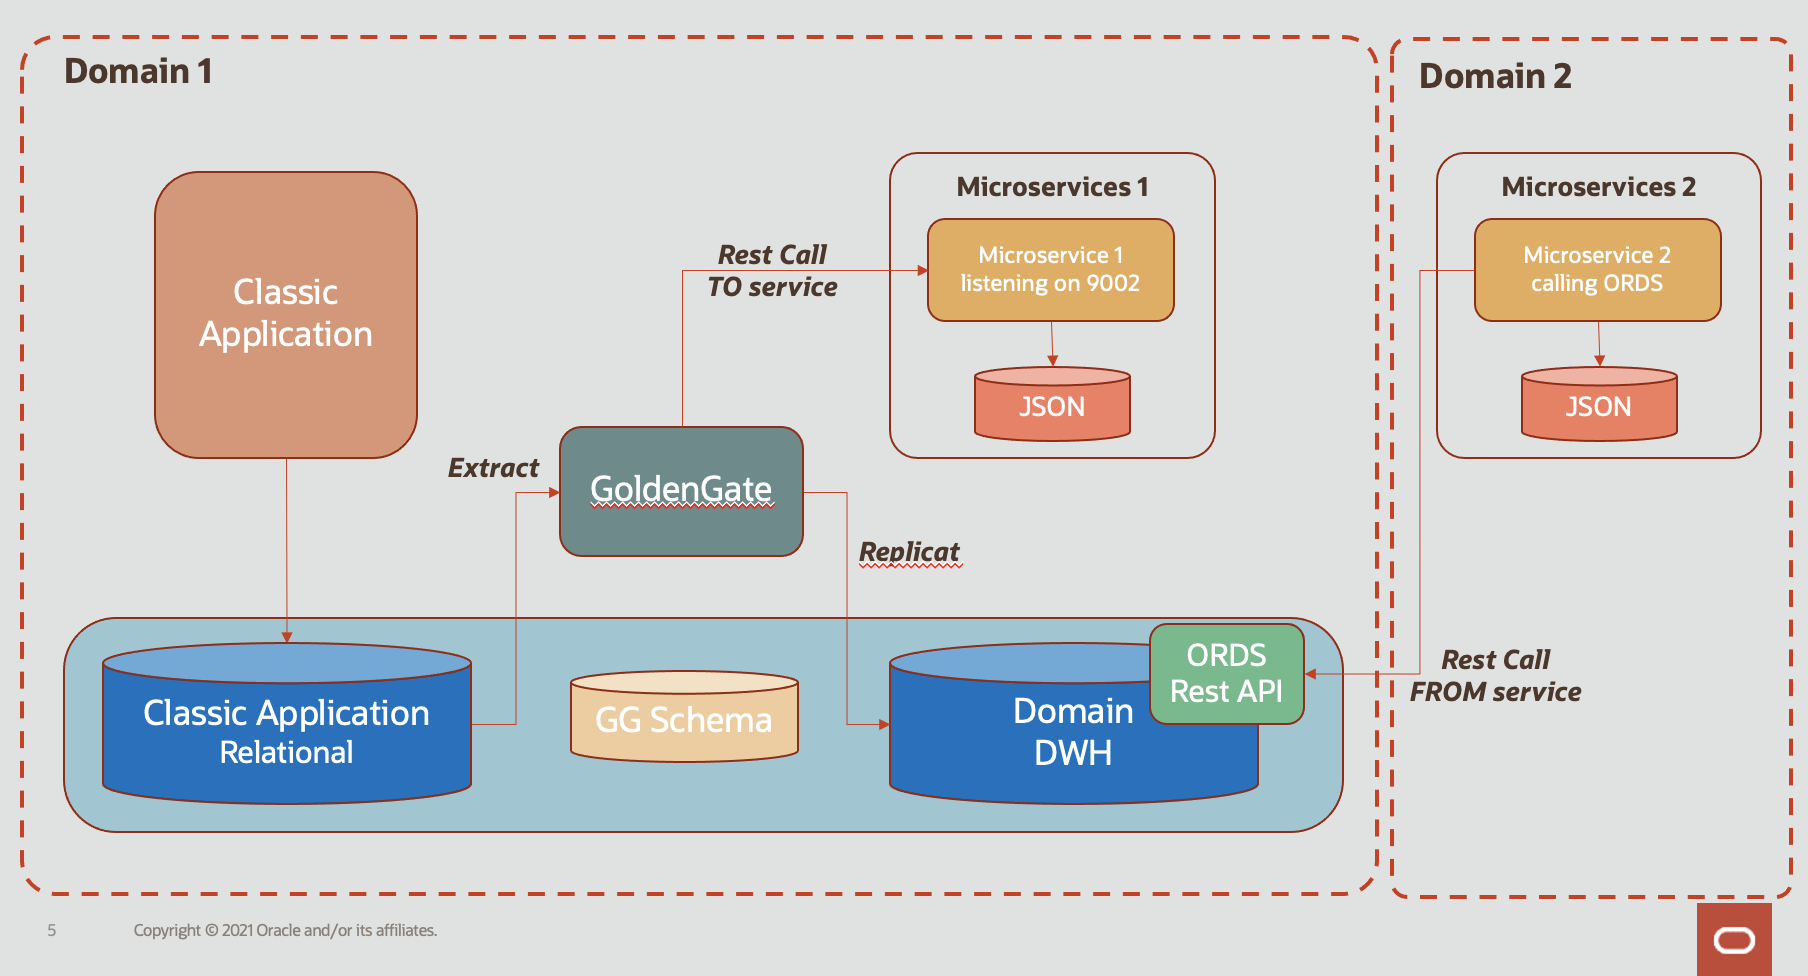 Domain 1
Domain 2
Classic
Application
Rest Call
TO service
Microservices 1
Microservice 1
listening on 9002
JSON
Microservices 2
Microservice 2
calling ORDS
JSON
Extract
GoldenGate
Replicat
Classic Application
Relational
GG Schema
Domain
DWH
ORDS
Rest API
Rest Call
FROM service
5
Copyright © 2021 Oracle and/or its affiliates.